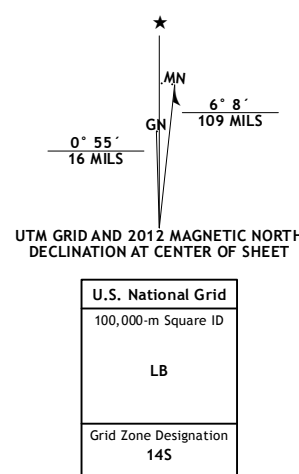 ★
MN
GN
6° 8´
109 MILS
0° 55´
16 MILS
UTM GRID AND 2012 MAGNETIC NORTH
DECLINATION AT CENTER OF SHEET
U.S. National Grid
100,000-m Square ID
LB
Grid Zone Designation
14S